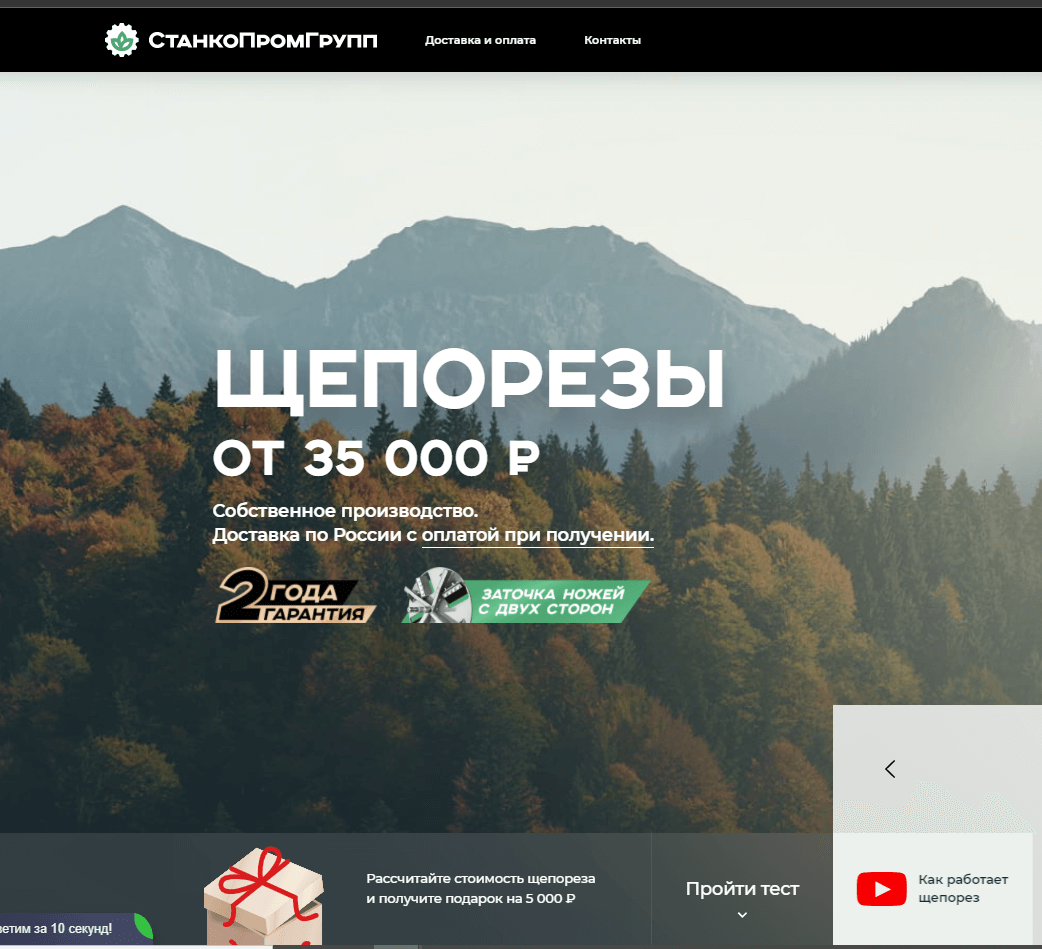 СтанкоПромГрупп
Доставка и оплата
Контакты
ЩЕПОРЕЗЫ
ОТ 35 000 ₽
Собственное производство.
Доставка по России с оплатой при получении.
2 ГОДА
ГАРАНТИЯ
ЗАТОЧКА НОЖЕЙ
С ДВУХ СТОРОН
Рассчитайте стоимость щепореза
и получите подарок на 5 000 ₽
Пройти тест
Как работает
щепорез
за 10 секунд!